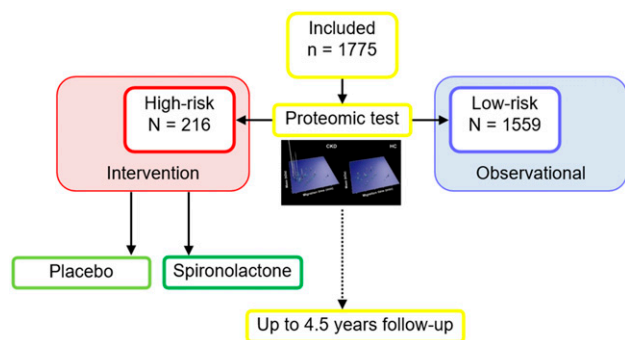 Included
n = 1775
High-risk
N = 216
Proteomic test
Low-risk
N = 1559
CKD
HC
Intervention
Observational
Placebo
Spironolactone
Up to 4.5 years follow-up